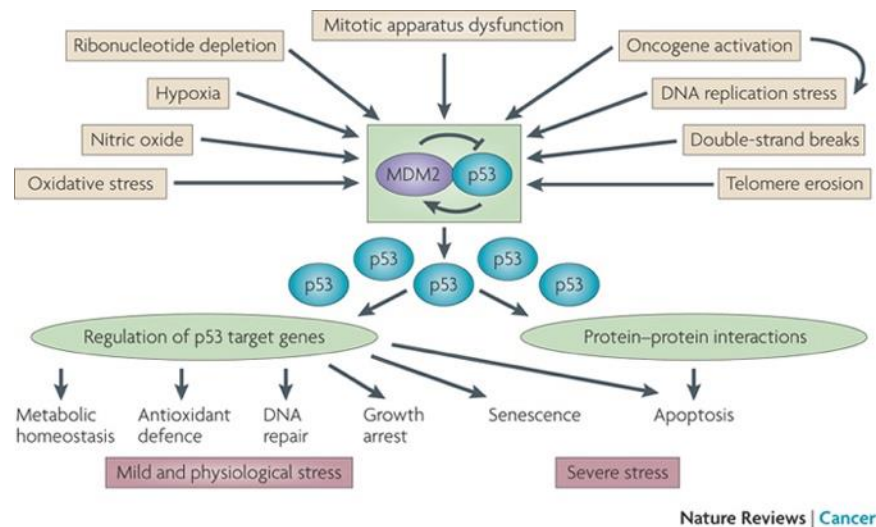 Mitotic apparatus dysfunction
Ribonucleotide depletion
Oncogene activation
Hypoxia
DNA replication stress
Nitric oxide
Double-strand breaks
Oxidative stress
Telomere erosion
MDM2
p53
p53
p53
p53
p53
p53
Regulation of p53 target genes
Protein–protein interactions
Metabolic
homeostasis
Antioxidant
defence
DNA
repair
Growth
arrest
Senescence
Apoptosis
Mild and physiological stress
Severe stress
Nature Reviews | Cancer